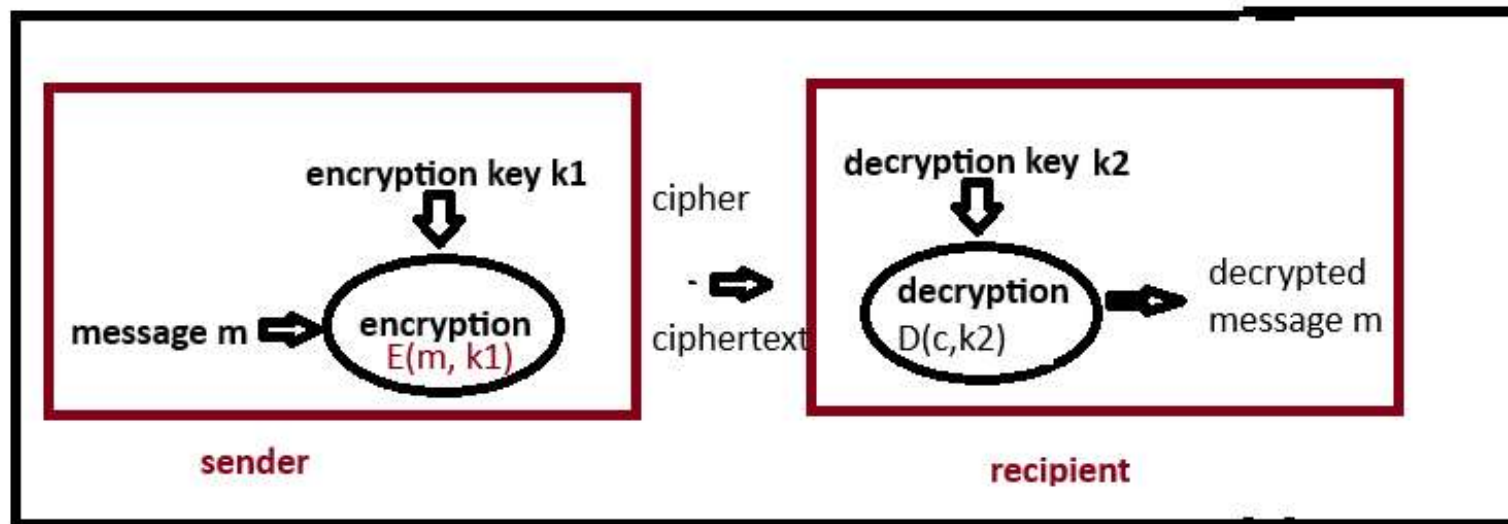 encryption key k1
message m
encryption
E(m, k1)
sender
cipher
ciphertext
decryption key k2
decryption
D(c,k2)
decrypted
message m
recipient